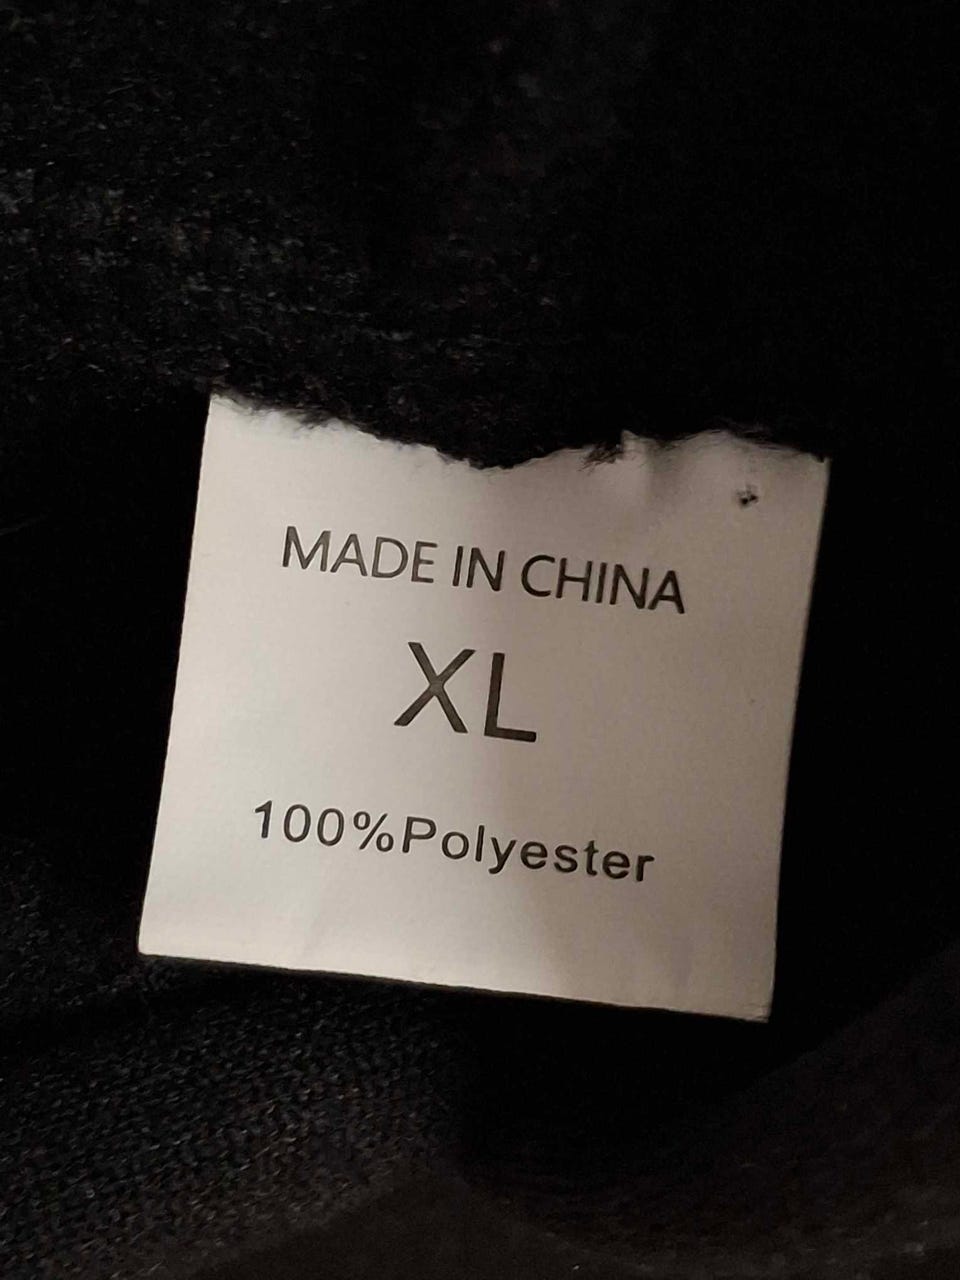 MADE IN CHINA
XL
100%Polyester